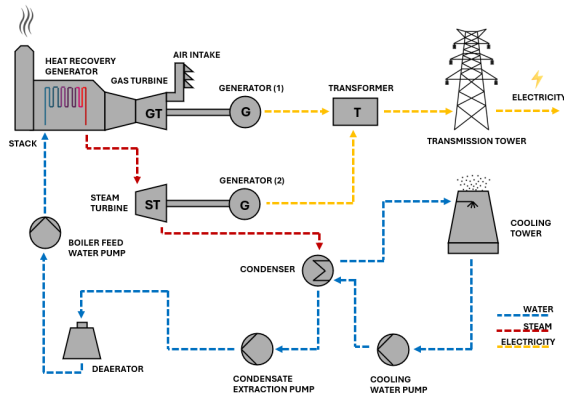 HEAT RECOVERY
GENERATOR
AIR INTAKE
GAS TURBINE
GT
GENERATOR (1)
G
TRANSFORMER
T
ELECTRICITY
TRANSMISSION TOWER
STACK
STEAM
TURBINE
ST
GENERATOR (2)
G
COOLING
TOWER
BOILER FEED
WATER PUMP
CONDENSER
WATER
STEAM
ELECTRICITY
DEAERATOR
CONDENSATE
EXTRACTION PUMP
COOLING
WATER PUMP